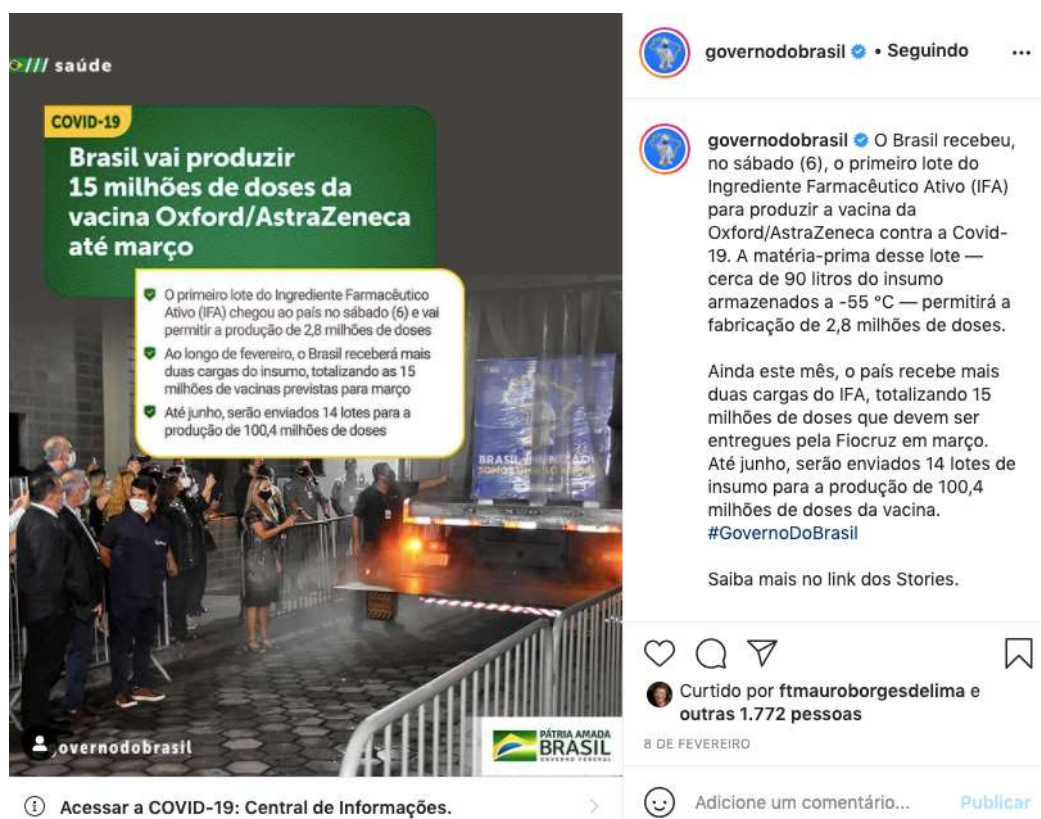 /// saúde
COVID-19
Brasil vai produzir
15 milhões de doses da
vacina Oxford/AstraZeneca
até março
O primeiro lote do Ingrediente Farmacêutico
Ativo (IFA) chegou ao país no sábado (6) e vai
permitir a produção de 2,8 milhões de doses
Ao longo de fevereiro, o Brasil receberá mais
duas cargas do insumo, totalizando as 15
milhões de vacinas previstas para março
Até junho, serão enviados 14 lotes para a
produção de 100,4 milhões de doses
overnodobrasil
PÁTRIA AMADA
BRASIL
GOVERNO FEDERAL
Acessar a COVID-19: Central de Informações.
governodobrasil • Seguindo
governodobrasil O Brasil recebeu,
no sábado (6), o primeiro lote do
Ingrediente Farmacêutico Ativo (IFA)
para produzir a vacina da
Oxford/AstraZeneca contra a Covid-
19. A matéria-prima desse lote —
cerca de 90 litros do insumo
armazenados a -55 °C — permitirá a
fabricação de 2,8 milhões de doses.
Ainda este mês, o país recebe mais
duas cargas do IFA, totalizando 15
milhões de doses que devem ser
entregues pela Fiocruz em março.
Até junho, serão enviados 14 lotes de
insumo para a produção de 100,4
milhões de doses da vacina.
#GovernoDoBrasil
Saiba mais no link dos Stories.
Curtido por ftmauroborgesdelima e
outras 1.772 pessoas
8 DE FEVEREIRO
Adicione um comentário... Publicar